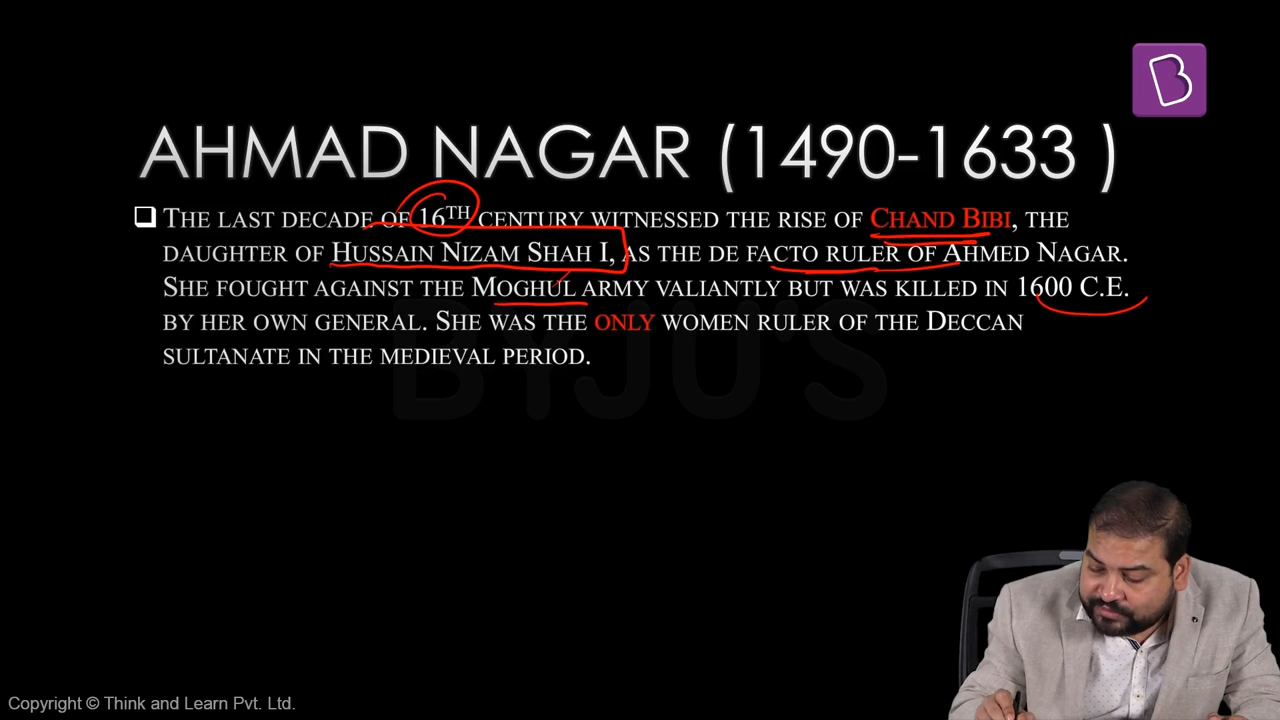 AHMAD NAGAR (1490-1633 )
❑ THE LAST DECADE OF 16TH CENTURY WITNESSED THE RISE OF CHAND BIBI, THE
DAUGHTER OF HUSSAIN NIZAM SHAH I, AS THE DE FACTO RULER OF AHMED NAGAR.
SHE FOUGHT AGAINST THE MOGHUL ARMY VALIANTLY BUT WAS KILLED IN 1600 C.E.
BY HER OWN GENERAL. SHE WAS THE ONLY WOMEN RULER OF THE DECCAN
SULTANATE IN THE MEDIEVAL PERIOD.
BYJU'S
Copyright © Think and Learn Pvt. Ltd.